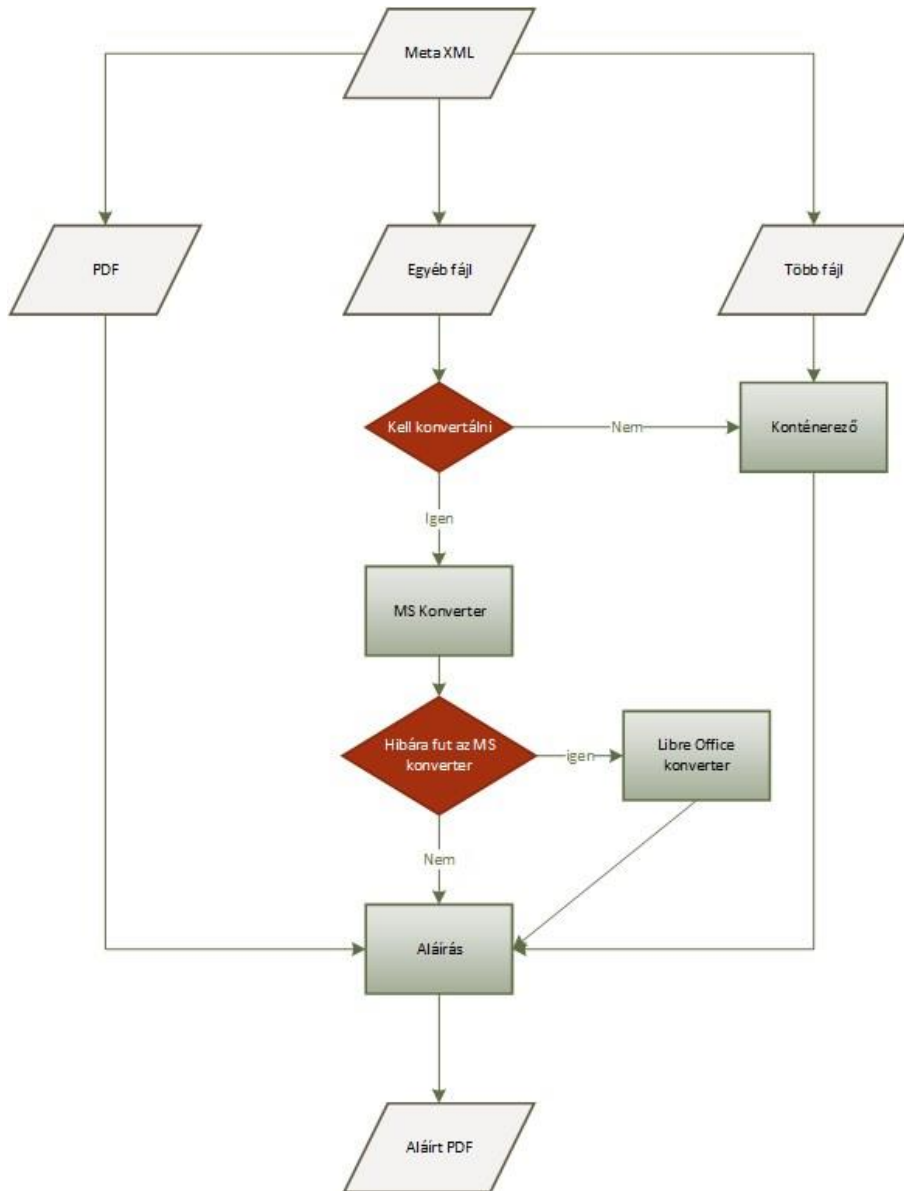 Meta XML
PDF
Egyéb fájl
Több fájl
Kell konvertálni
Nem
Konténerező
Igen
MS Konverter
Hibára fut az MS
konverter
igen
Libre Office
konverter
Nem
Aláírás
Aláírt PDF